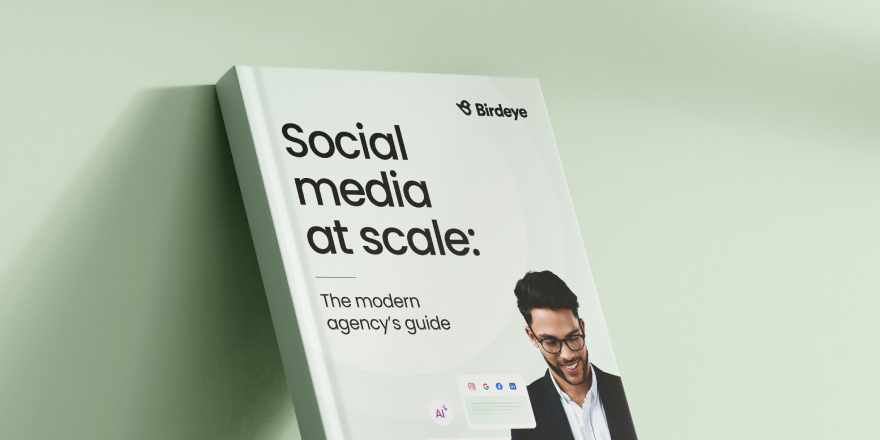 Birdeye
Social
media
at scale:
The modern
agency's guide
AI